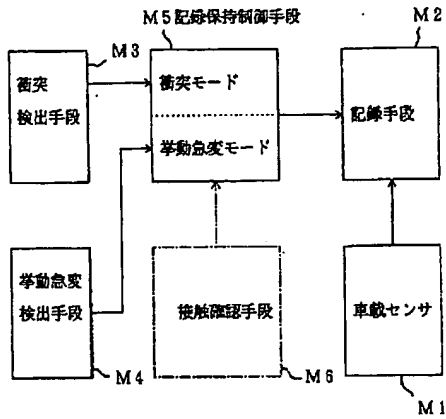 M5記録保持制御手段
M2
M3
衝突
検出手段
衝突モード
挙動急変モード
記録手段
挙動急変
検出手段
接触確認手段
車載センサ
M4
M6
M1